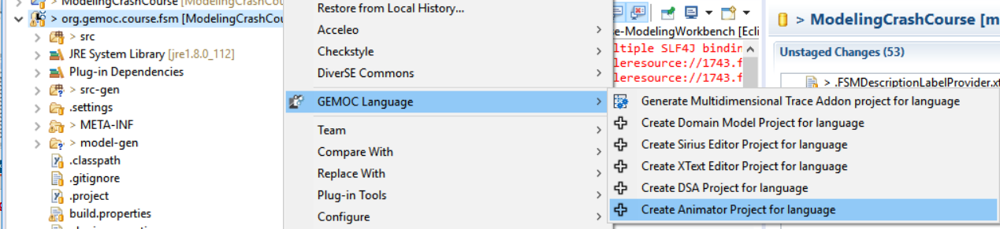 > ModelingCrashCourse [ModelingCra
> org.gemoc.course.fsm [ModelingCrashCou
> src
JRE System Library [jre1.8.0_112]
Plug-in Dependencies
> src-gen
.settings
> META-INF
> model-gen
.classpath
.gitignore
.project
build.properties
Restore from Local History...
Acceleo
Checkstyle
DiverSE Commons
GEMOC Language
Team
Compare With
Replace With
Plug-in Tools
Configure
Generate Multidimensional Trace Addon project for language
Create Domain Model Project for language
Create Sirius Editor Project for language
Create XText Editor Project for language
Create DSA Project for language
Create Animator Project for language
e-ModelingWorkbench [Ecli
ltiple SLF4J bindin
leresource://1743.f
leresource://1743.f
> ModelingCrashCourse [m
Unstaged Changes (53)
> .FSMDescriptionLabelProvider.xt